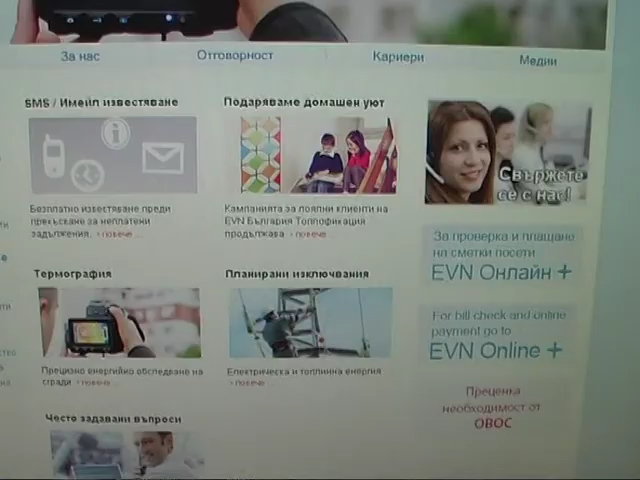 За нас
Отговорност
Кариери
Медии
SMS / Имейл известяване
Безплатно известяване преди
прекъсване за неплатени
задължения. • повече ...
Подаряваме домашен уют
Кампанията за лоялни клиенти на
EVN България Топлофикация
продължава • повече
Свържете
се с нас!
Термография
Прецизно енергийно обследване на
сгради • повече ...
Планирани изключвания
Електрическа и топлинна енергия
• повече
За проверка и плащане
на сметки посети
EVN Онлайн +
For bill check and online
payment go to
EVN Online +
Преценка
необходимост от
ОВОС
Често задавани въпроси